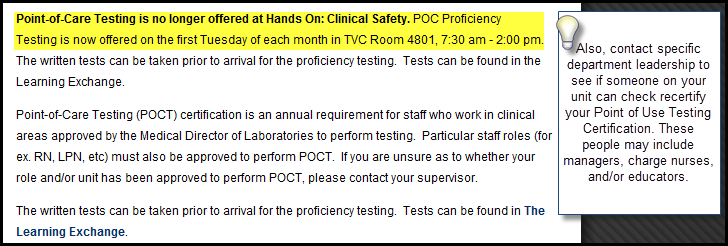 Point-of-Care Testing is no longer offered at Hands On: Clinical Safety. POC Proficiency
Testing is now offered on the first Tuesday of each month in TVC Room 4801, 7:30 am - 2:00 pm.
The written tests can be taken prior to arrival for the proficiency testing. Tests can be found in the
Learning Exchange.
Point-of-Care Testing (POCT) certification is an annual requirement for staff who work in clinical
areas approved by the Medical Director of Laboratories to perform testing. Particular staff roles (for
ex. RN, LPN, etc) must also be approved to perform POCT. If you are unsure as to whether your
role and/or unit has been approved to perform POCT, please contact your supervisor.
The written tests can be taken prior to arrival for the proficiency testing. Tests can be found in The
Learning Exchange.
Also, contact specific
department leadership to
see if someone on your
unit can check recertify
your Point of Use Testing
Certification. These
people may include
managers, charge nurses,
and/or educators.